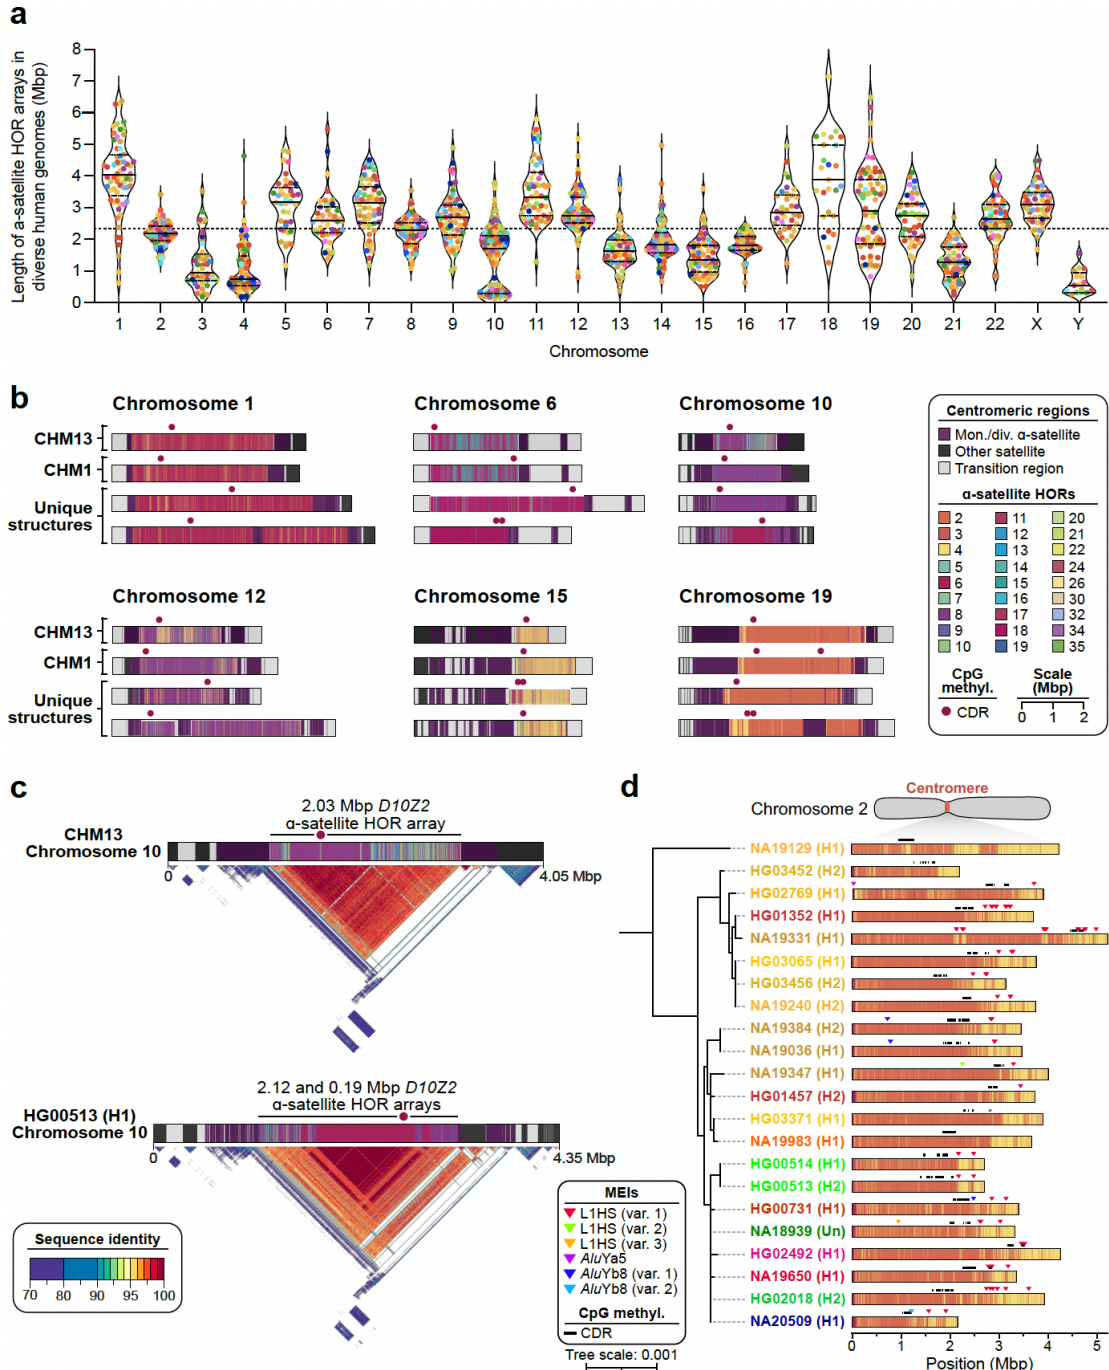 a
Length of a-satellite HOR arrays in
diverse human genomes (Mbp)
8
7
6
5
4
3
2
1
0
1 2 3 4 5 6 7 8 9 10 11 12 13 14 15 16 17 18 19 20 21 22 X Y
Chromosome
b
Chromosome 1
Chromosome 6
Chromosome 10
CHM13
CHM1
Unique
structures
Chromosome 12
Chromosome 15
Chromosome 19
CHM13
CHM1
Unique
structures
Centromeric regions
Mon./div. α-satellite
Other satellite
Transition region
α-satellite HORs
2 11 20
3 12 21
4 13 22
5 14 24
6 15 26
7 16 30
8 17 32
9 18 34
10 19 35
CpG
methyl.
CDR
Scale
(Mbp)
0 1 2
c
2.03 Mbp D10Z2
α-satellite HOR array
CHM13
Chromosome 10
0
4.05 Mbp
2.12 and 0.19 Mbp D10Z2
α-satellite HOR arrays
HG00513 (H1)
Chromosome 10
0
4.35 Mbp
Sequence identity
70 80 90 100
MEIs
L1HS (var. 1)
L1HS (var. 2)
L1HS (var. 3)
AluYa5
AluYb8 (var. 1)
AluYb8 (var. 2)
CpG methyl.
CDR
Tree scale: 0.001
d
Centromere
Chromosome 2
NA19129 (H1)
HG03452 (H2)
HG02769 (H1)
HG01352 (H1)
NA19331 (H1)
HG03065 (H1)
HG03456 (H2)
NA19240 (H2)
NA19384 (H2)
NA19036 (H1)
NA19347 (H1)
HG01457 (H2)
HG03371 (H1)
NA19983 (H1)
HG00514 (H1)
HG00513 (H2)
HG00731 (H1)
NA18939 (Un)
HG02492 (H1)
NA19650 (H1)
HG02018 (H2)
NA20509 (H1)
0 1 2 3 4 5
Position (Mbp)